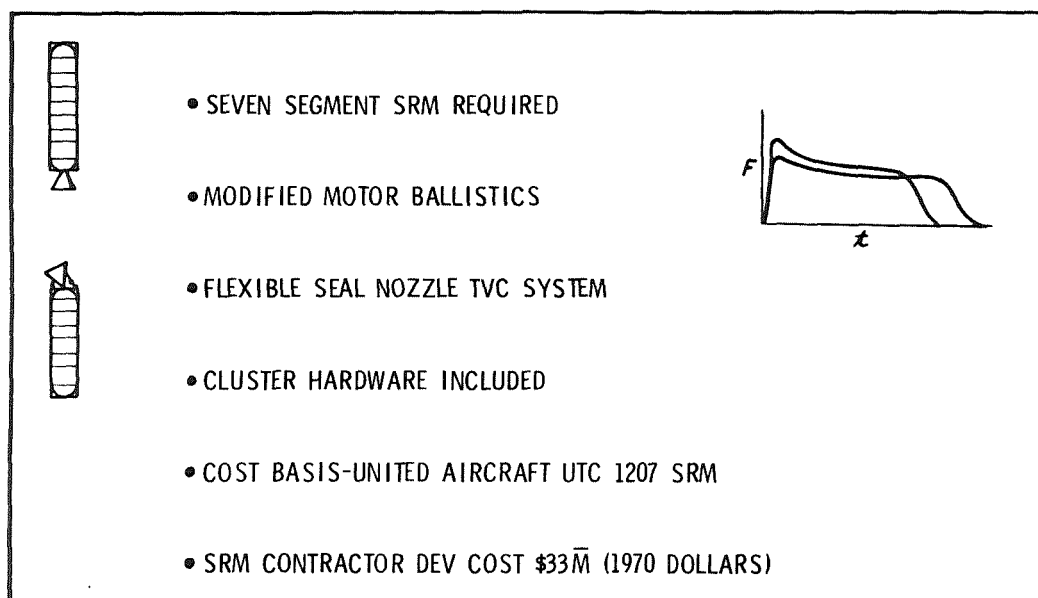 • SEVEN SEGMENT SRM REQUIRED
• MODIFIED MOTOR BALLISTICS
F
t
• FLEXIBLE SEAL NOZZLE TVC SYSTEM
• CLUSTER HARDWARE INCLUDED
• COST BASIS-UNITED AIRCRAFT UTC 1207 SRM
• SRM CONTRACTOR DEV COST $33M̅ (1970 DOLLARS)